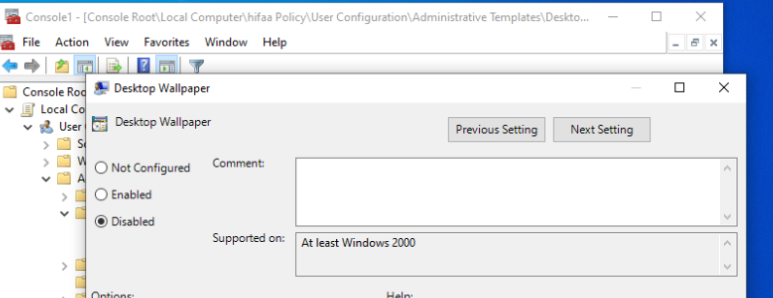 Console1 - [Console Root\Local Computer\hifaa Policy\User Configuration\Administrative Templates\Deskto...
File Action View Favorites Window Help
Console Roo
Desktop Wallpaper
Local Co
Desktop Wallpaper
Previous Setting Next Setting
User
Not Configured
Comment:
Enabled
Disabled
Supported on:
At least Windows 2000
Options:
Help: